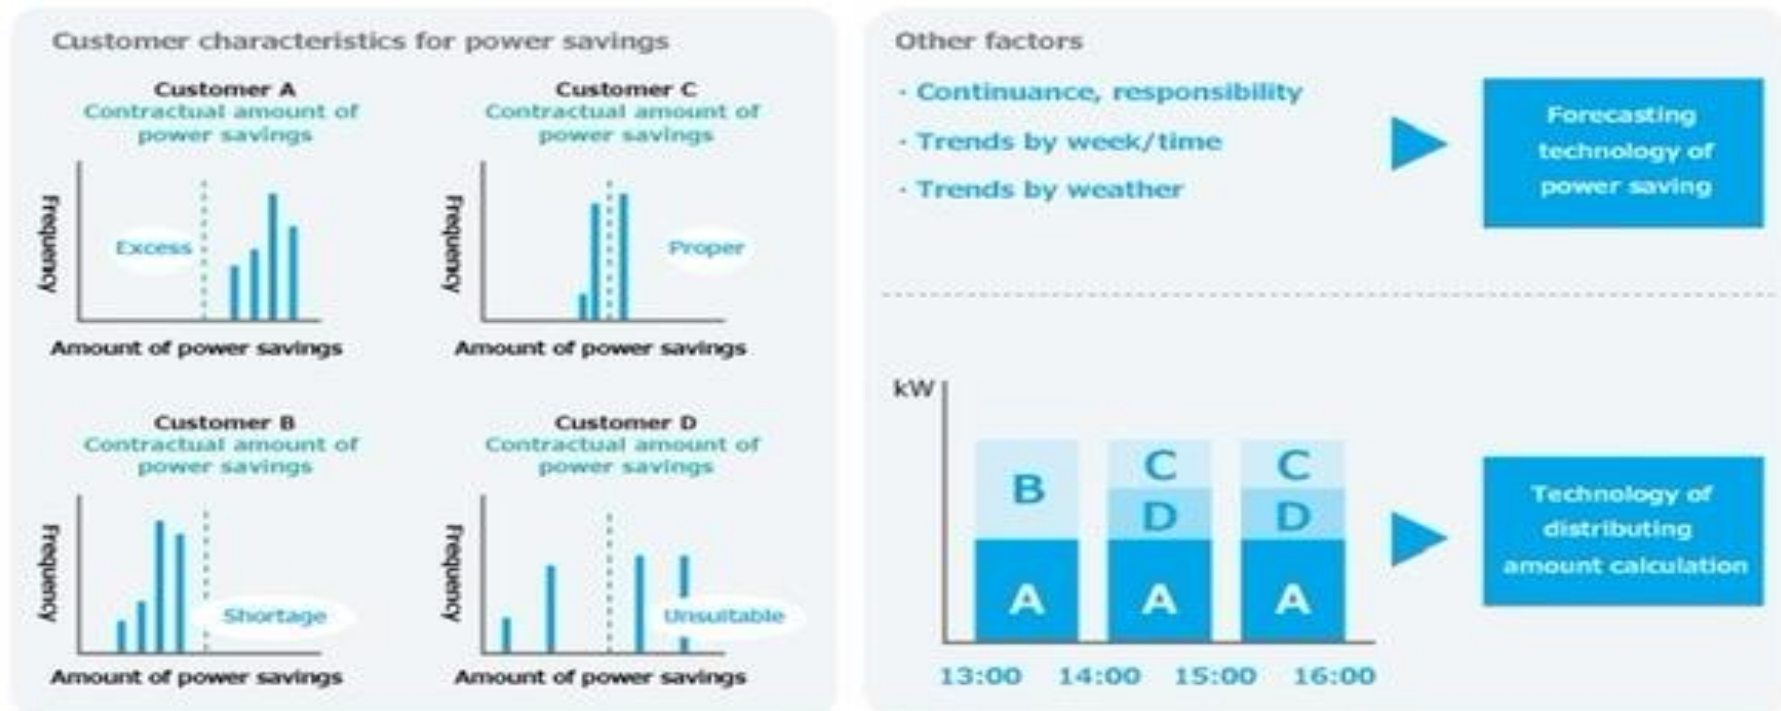 Customer characteristics for power savings
Customer A
Contractual amount of
power savings
Frequency
Excess
Amount of power savings
Customer C
Contractual amount of
power savings
Frequency
Proper
Amount of power savings
Customer B
Contractual amount of
power savings
Frequency
Shortage
Amount of power savings
Customer D
Contractual amount of
power savings
Frequency
Unsuitable
Amount of power savings
Other factors
· Continuance, responsibility
· Trends by week/time
· Trends by weather
Forecasting
technology of
power saving
kW
B
C
C
D
D
A
A
A
13:00 14:00 15:00 16:00
Technology of
distributing
amount calculation